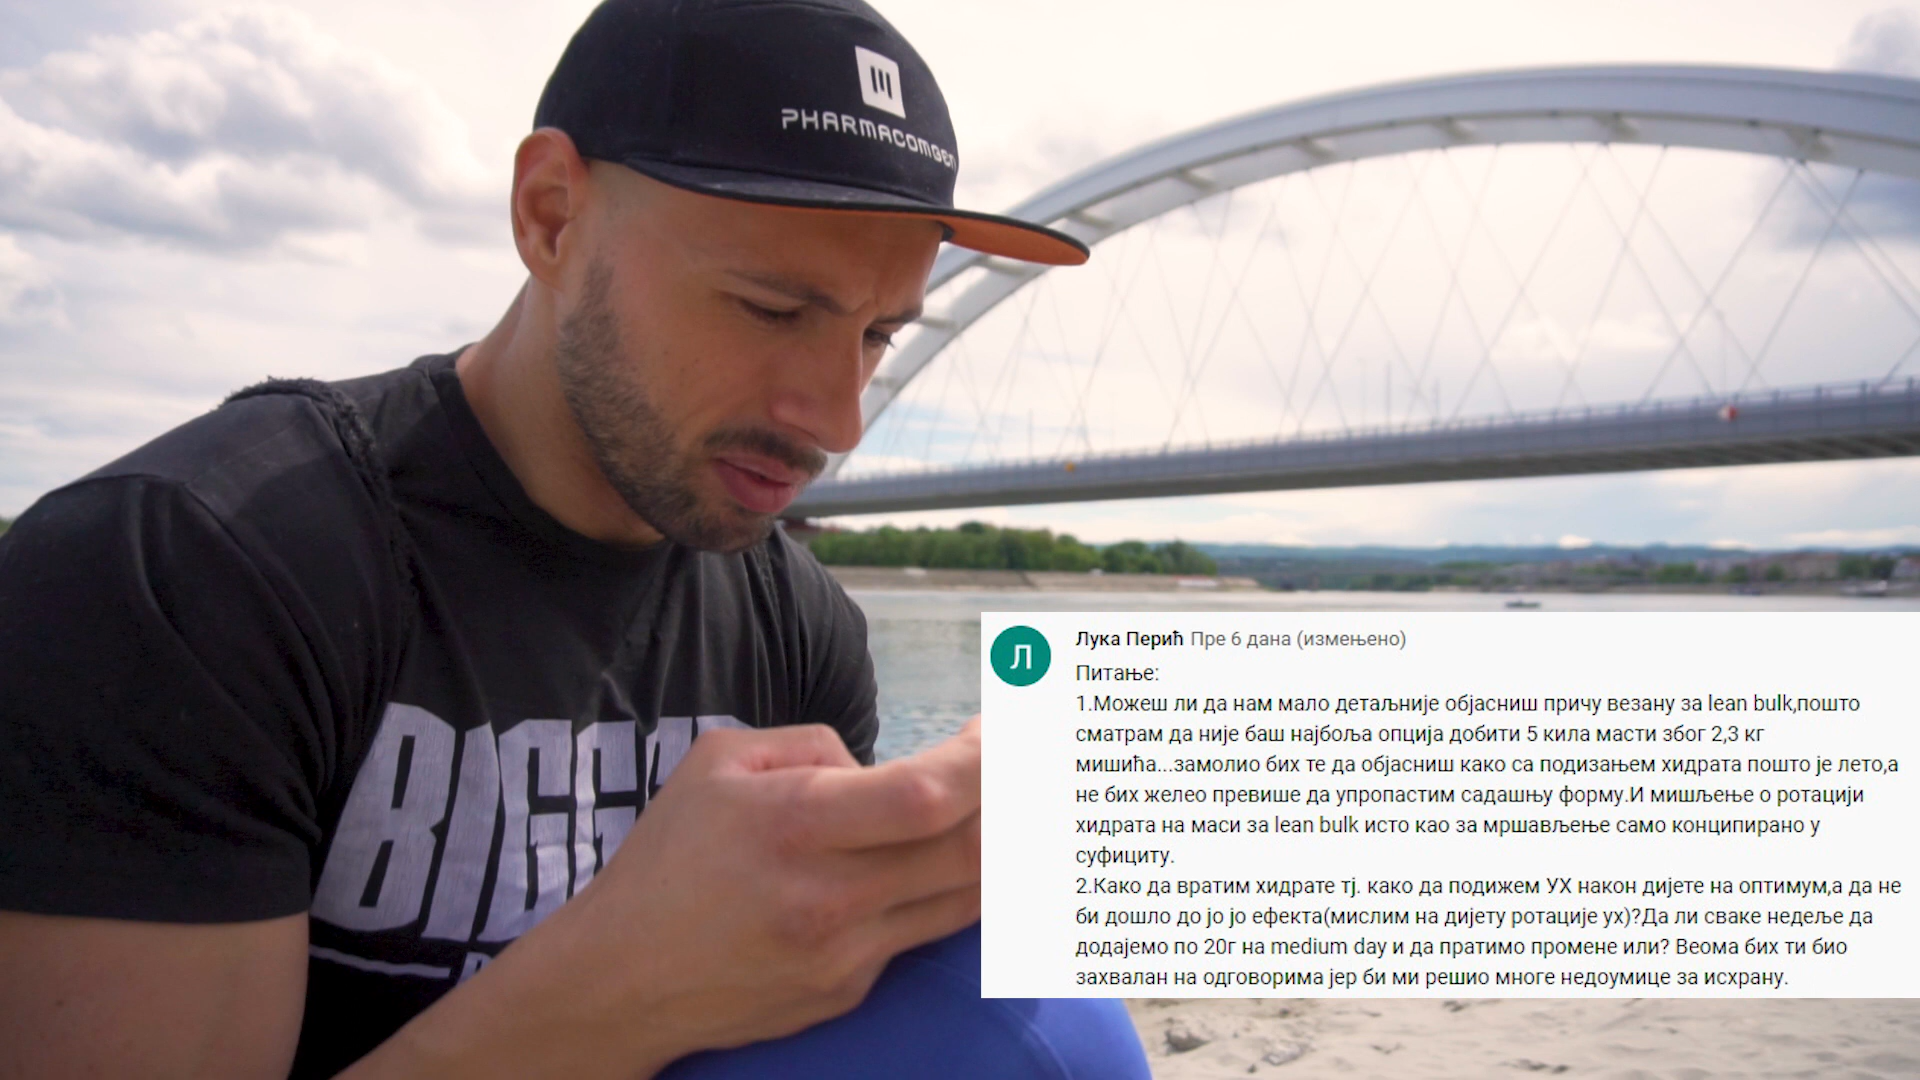 PHARMACOMGEN
BIGGER
Л
Лука Перић Пре 6 дана (измењено)
Питање:
1.Можеш ли да нам мало детаљније објасниш причу везану за lean bulk,пошто
сматрам да није баш најбоља опција добити 5 кила масти због 2,3 кг
мишића...замолио бих те да објасниш како са подизањем хидрата пошто је лето,а
не бих желео превише да упропастим садашњу форму.И мишљење о ротацији
хидрата на маси за lean bulk исто као за мршављење само конципирано у
суфициту.
2.Како да вратим хидрате тј. како да подижем УХ након дијете на оптимум,а да не
би дошло до јо јо ефекта(мислим на дијету ротације ух)?Да ли сваке недеље да
додајемо по 20г на medium day и да пратимо промене или? Веома бих ти био
захвалан на одговорима јер би ми решио многе недоумице за исхрану.